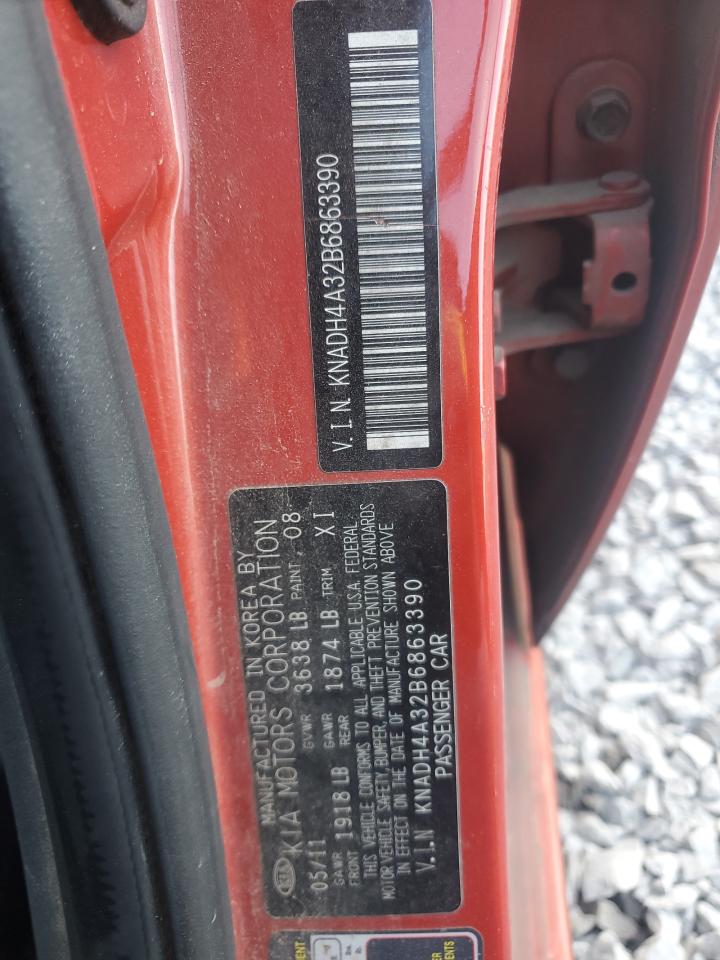 V.I.N. KNADH4A32B6863390
MANUFACTURED IN KOREA BY
KIA KIA MOTORS CORPORATION
05/11 GVWR 3638 LB PAINT: 08
GAWR FRONT 1918 LB GAWR REAR 1874 LB TRIM XI
THIS VEHICLE CONFORMS TO ALL APPLICABLE U.S.A. FEDERAL
MOTOR VEHICLE SAFETY, BUMPER, AND THEFT PREVENTION STANDARDS
IN EFFECT ON THE DATE OF MANUFACTURE SHOWN ABOVE
V.I.N KNADH4A32B6863390
PASSENGER CAR